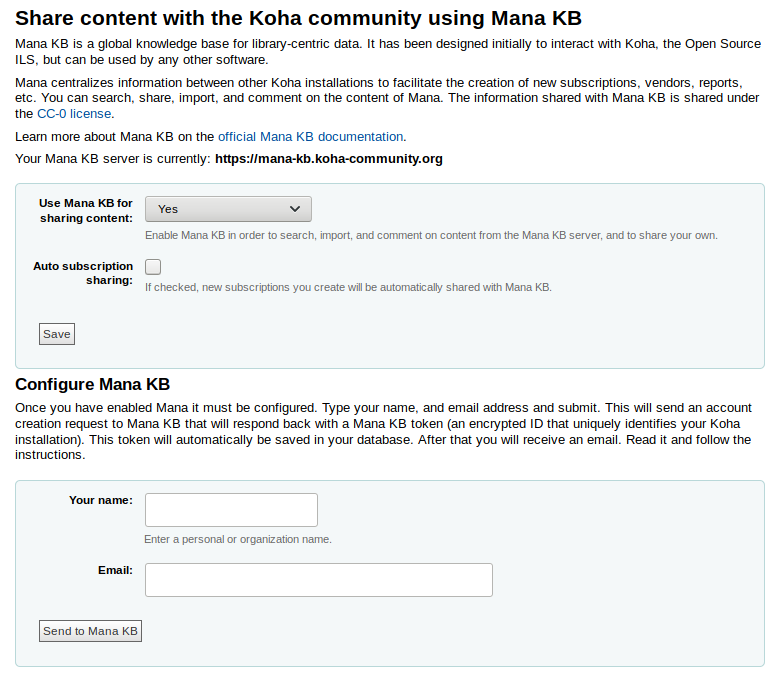 Share content with the Koha community using Mana KB
Mana KB is a global knowledge base for library-centric data. It has been designed initially to interact with Koha, the Open Source
ILS, but can be used by any other software.
Mana centralizes information between other Koha installations to facilitate the creation of new subscriptions, vendors, reports,
etc. You can search, share, import, and comment on the content of Mana. The information shared with Mana KB is shared under
the CC-0 license.
Learn more about Mana KB on the official Mana KB documentation.
Your Mana KB server is currently: https://mana-kb.koha-community.org
Use Mana KB for
sharing content:
Yes
Enable Mana KB in order to search, import, and comment on content from the Mana KB server, and to share your own.
Auto subscription
sharing:
If checked, new subscriptions you create will be automatically shared with Mana KB.
Save
Configure Mana KB
Once you have enabled Mana it must be configured. Type your name, and email address and submit. This will send an account
creation request to Mana KB that will respond back with a Mana KB token (an encrypted ID that uniquely identifies your Koha
installation). This token will automatically be saved in your database. After that you will receive an email. Read it and follow the
instructions.
Your name:
Enter a personal or organization name.
Email:
Send to Mana KB